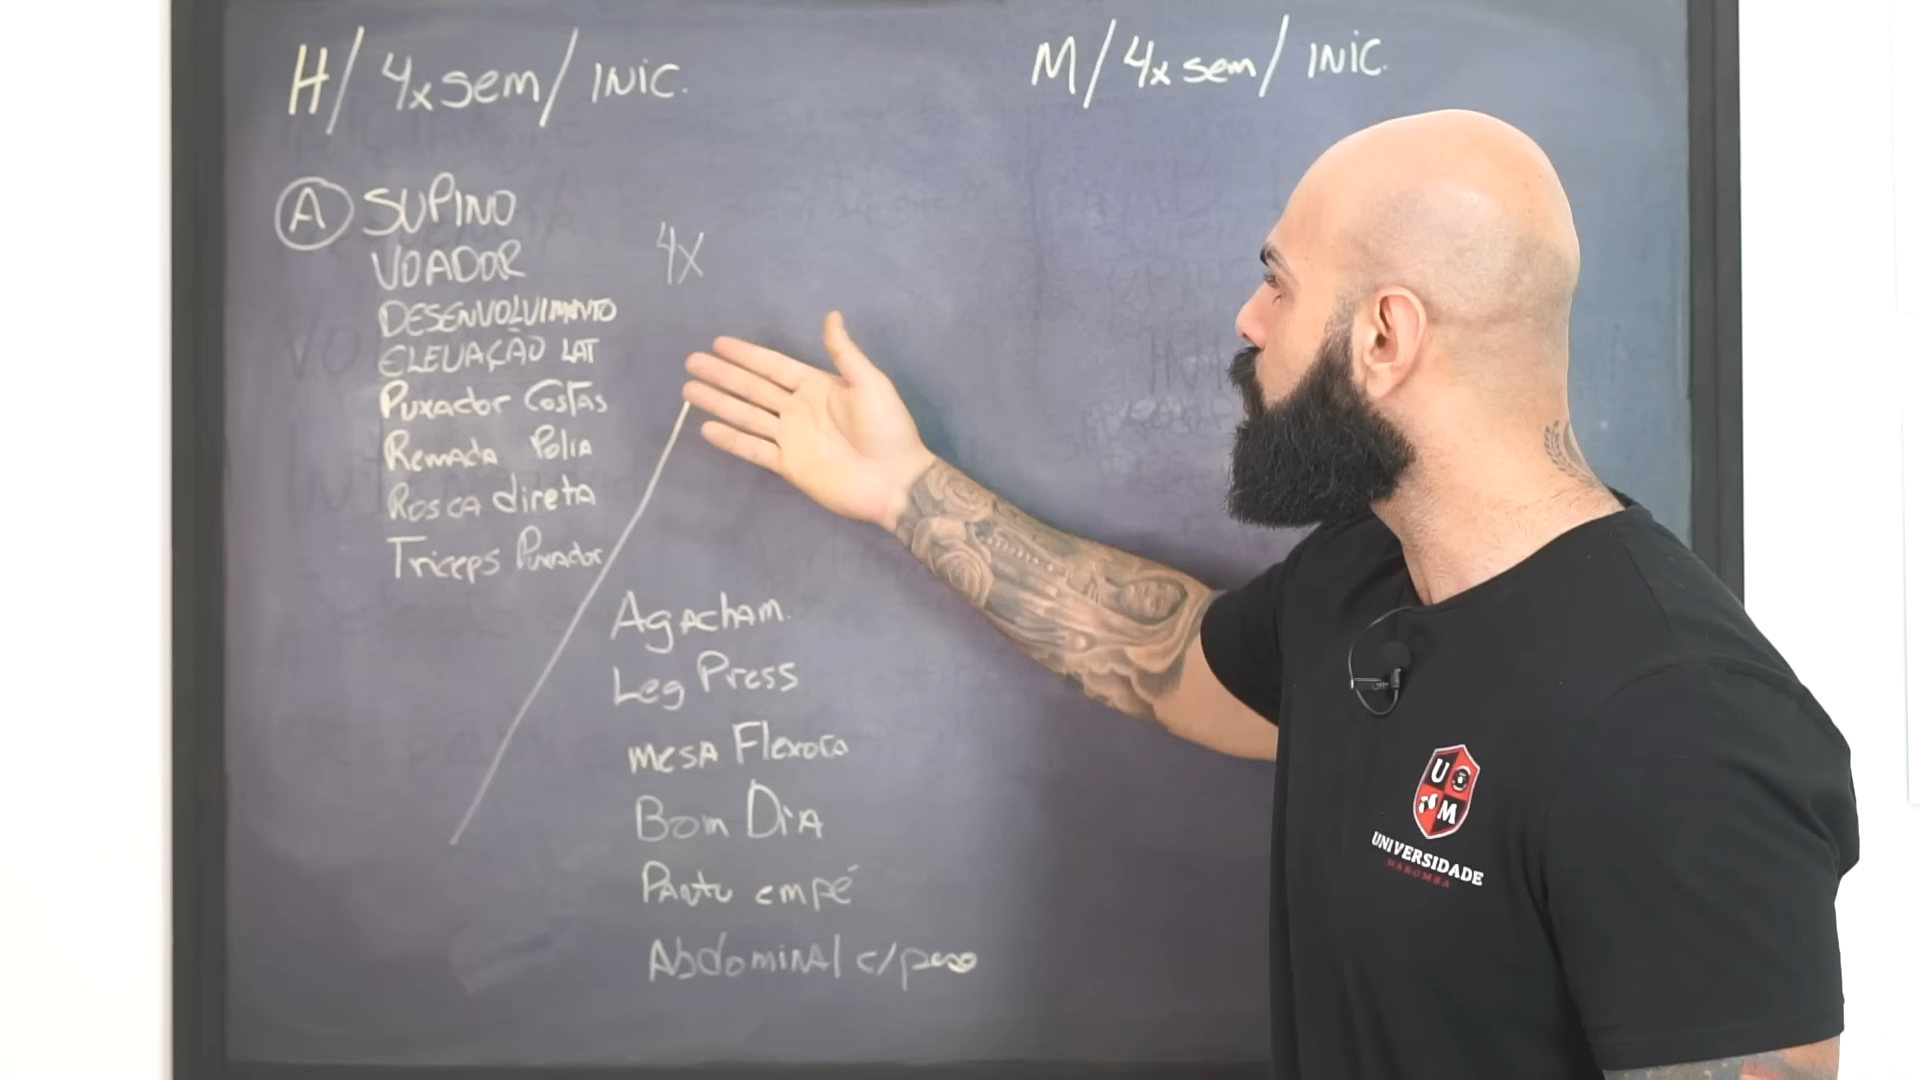 H/ 4x sem/ INIC.
M/ 4x sem/ INIC.
A SUPINO
VOADOR
4X
DESENVOLVIMENTO
ELEVAÇÃO LAT
Puxador Costas
Remada Polia
Rosca direta
Triceps Puxador
Agacham.
Leg Press
mesa Flexora
Bom Dia
Pantu em pé
Abdominal c/peso
U
M
UNIVERSIDADE
MAROMBA